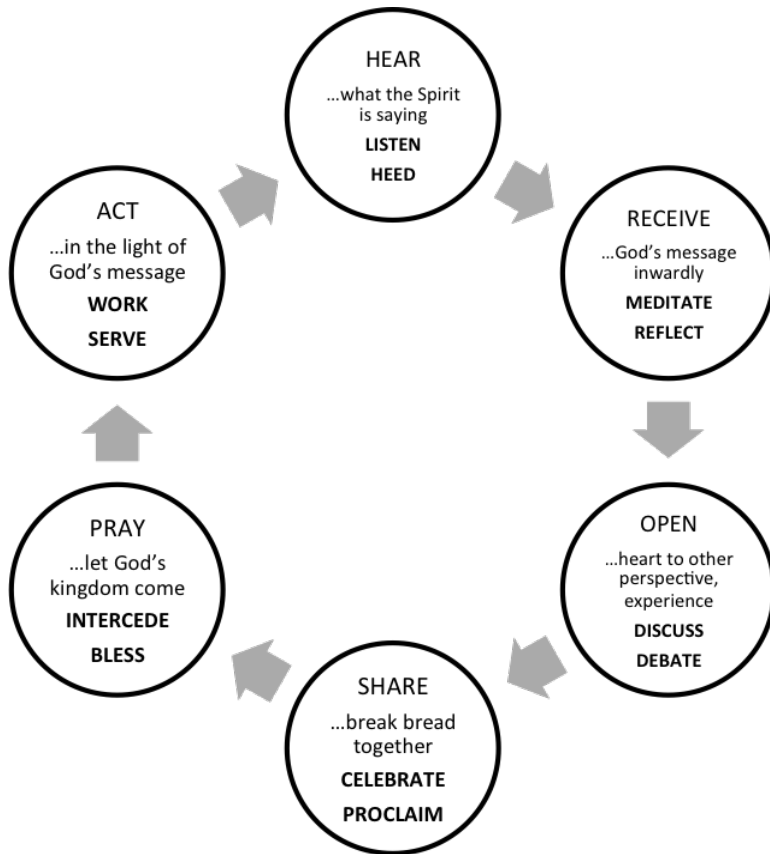 HEAR
...what the Spirit
is saying
LISTEN
HEED
RECEIVE
...God’s message
inwardly
MEDITATE
REFLECT
OPEN
...heart to other
perspective,
experience
DISCUSS
DEBATE
SHARE
...break bread
together
CELEBRATE
PROCLAIM
PRAY
...let God’s
kingdom come
INTERCEDE
BLESS
ACT
...in the light of
God’s message
WORK
SERVE